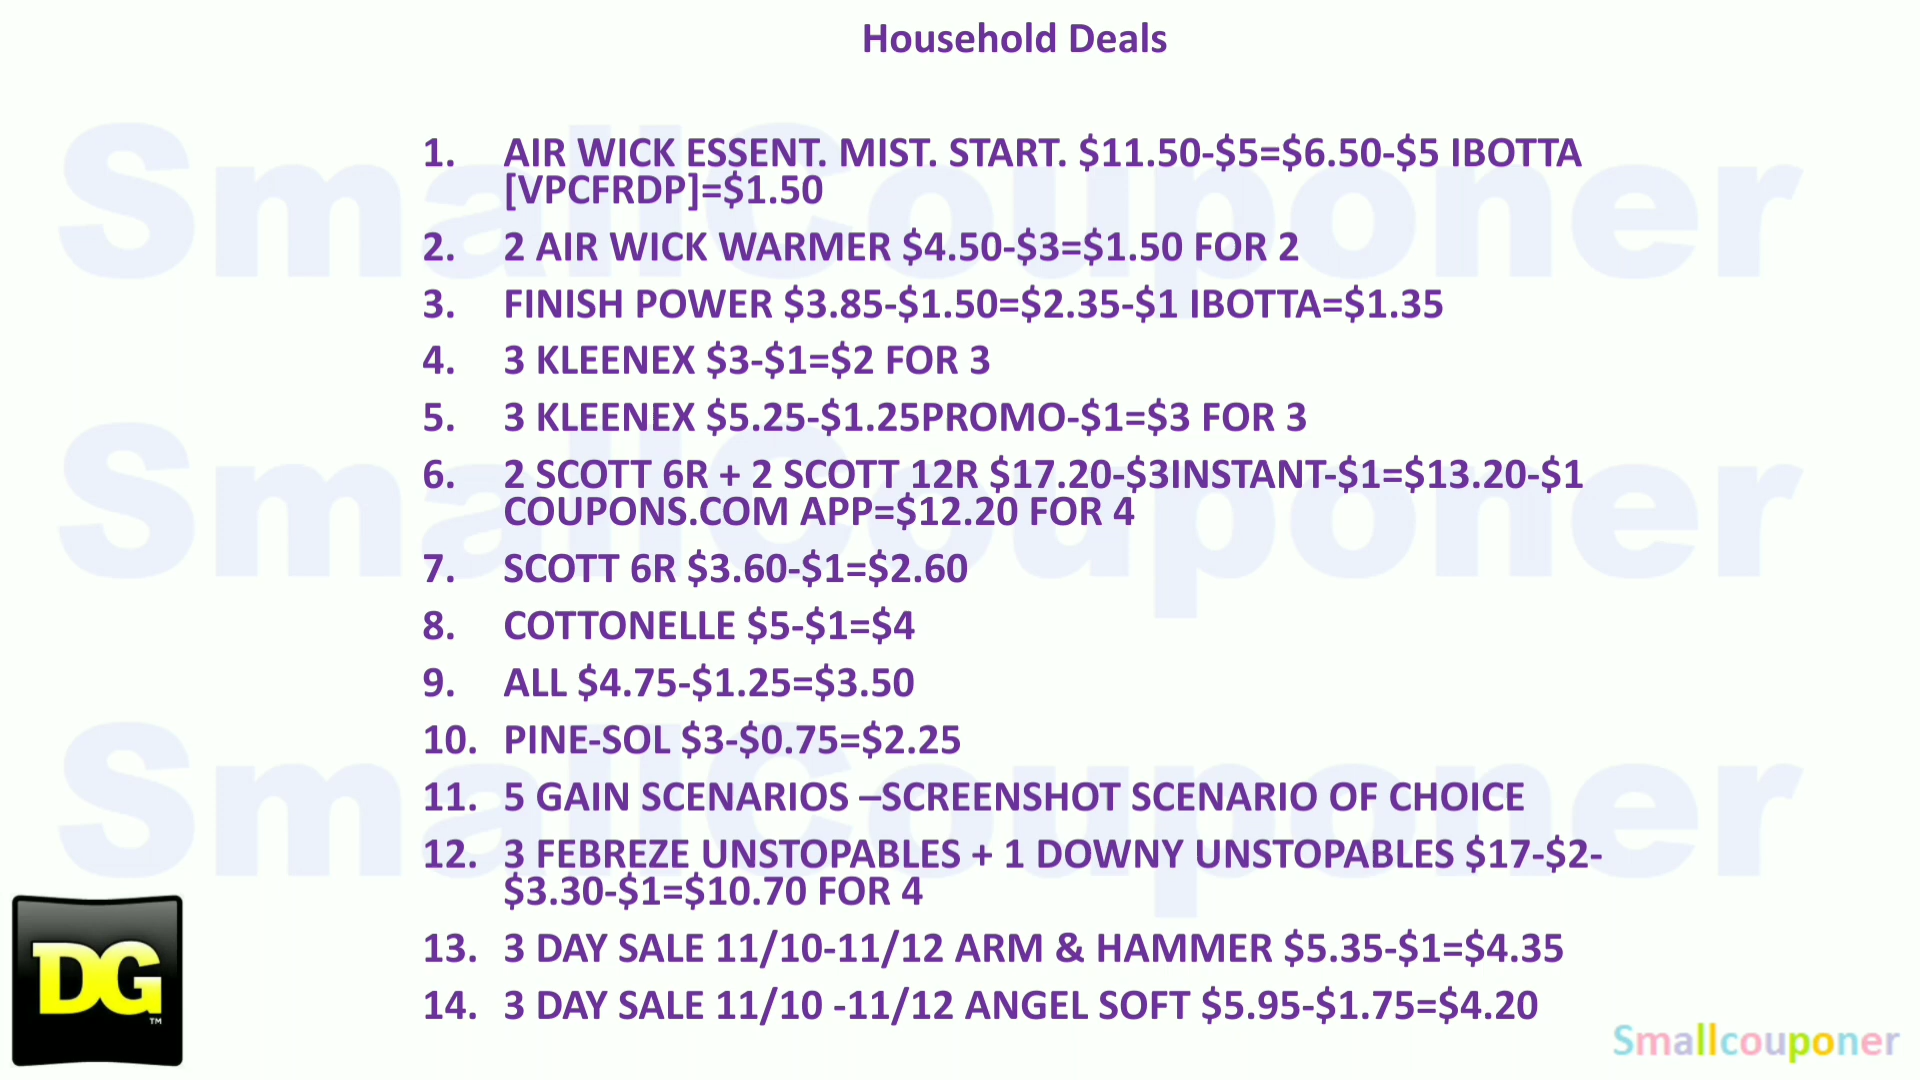 Household Deals
1. AIR WICK ESSENT. MIST. START. $11.50-$5=$6.50-$5 IBOTTA
[VPCFRDP]=$1.50
2. 2 AIR WICK WARMER $4.50-$3=$1.50 FOR 2
3. FINISH POWER $3.85-$1.50=$2.35-$1 IBOTTA=$1.35
4. 3 KLEENEX $3-$1=$2 FOR 3
5. 3 KLEENEX $5.25-$1.25PROMO-$1=$3 FOR 3
6. 2 SCOTT 6R + 2 SCOTT 12R $17.20-$3INSTANT-$1=$13.20-$1
COUPONS.COM APP=$12.20 FOR 4
7. SCOTT 6R $3.60-$1=$2.60
8. COTTONELLE $5-$1=$4
9. ALL $4.75-$1.25=$3.50
10. PINE-SOL $3-$0.75=$2.25
11. 5 GAIN SCENARIOS –SCREENSHOT SCENARIO OF CHOICE
12. 3 FEBREZE UNSTOPABLES + 1 DOWNY UNSTOPABLES $17-$2-
$3.30-$1=$10.70 FOR 4
13. 3 DAY SALE 11/10-11/12 ARM & HAMMER $5.35-$1=$4.35
14. 3 DAY SALE 11/10 -11/12 ANGEL SOFT $5.95-$1.75=$4.20
SmallCouponer
SmallCouponer
SmallCouponer
DG™
Smallcouponer